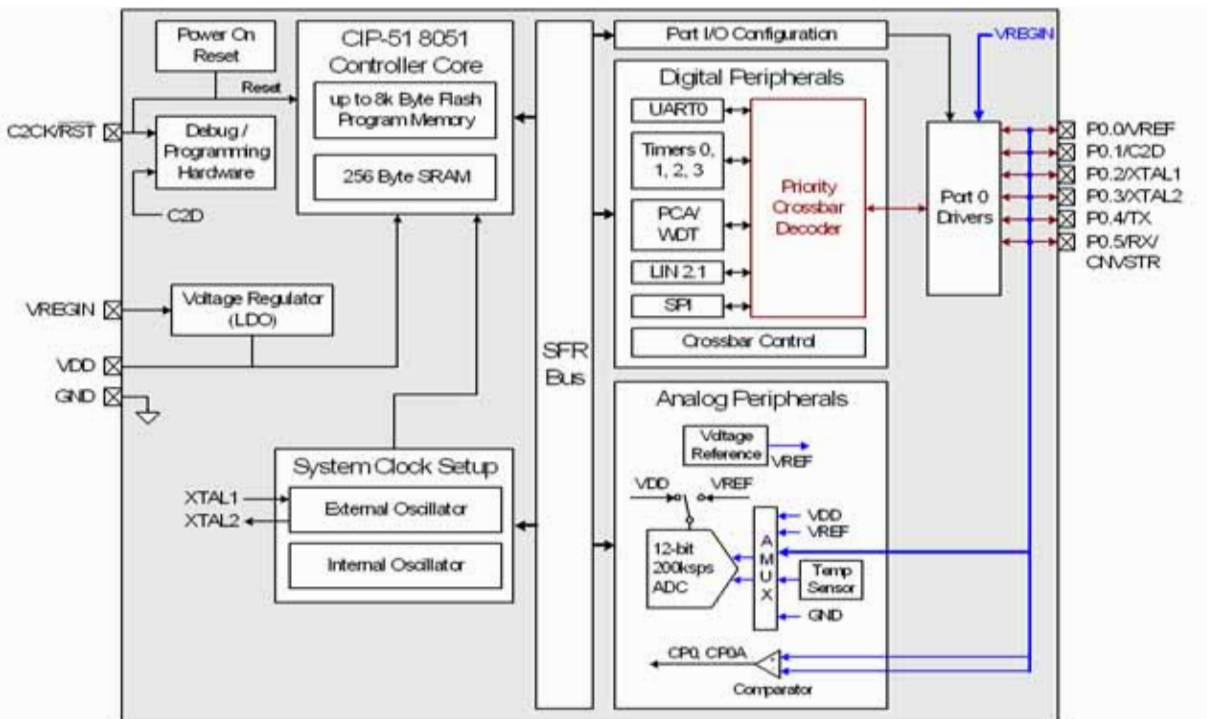 Power On
Reset
Reset
C2CK/RST
Debug /
Programming
Hardware
C2D
CIP-51 8051
Controller Core
up to 8k Byte Flash
Program Memory
256 Byte SRAM
VREGIN
Voltage Regulator
(LDO)
VDD
GND
System Clock Setup
XTAL1
XTAL2
External Oscillator
Internal Oscillator
SFR
Bus
Port I/O Configuration
Digital Peripherals
UART0
Timers 0,
1, 2, 3
PCA/
WDT
LIN 2.1
SPI
Priority
Crossbar
Decoder
Crossbar Control
VREGIN
Port 0
Drivers
P0.0/VREF
P0.1/C2D
P0.2/XTAL1
P0.3/XTAL2
P0.4/TX
P0.5/RX/
CNVSTR
Analog Peripherals
Voltage
Reference
VREF
VDD
VREF
12-bit
200ksps
ADC
A
M
U
X
VDD
VREF
Temp
Sensor
GND
CP0, CP0A
+
-
Comparator